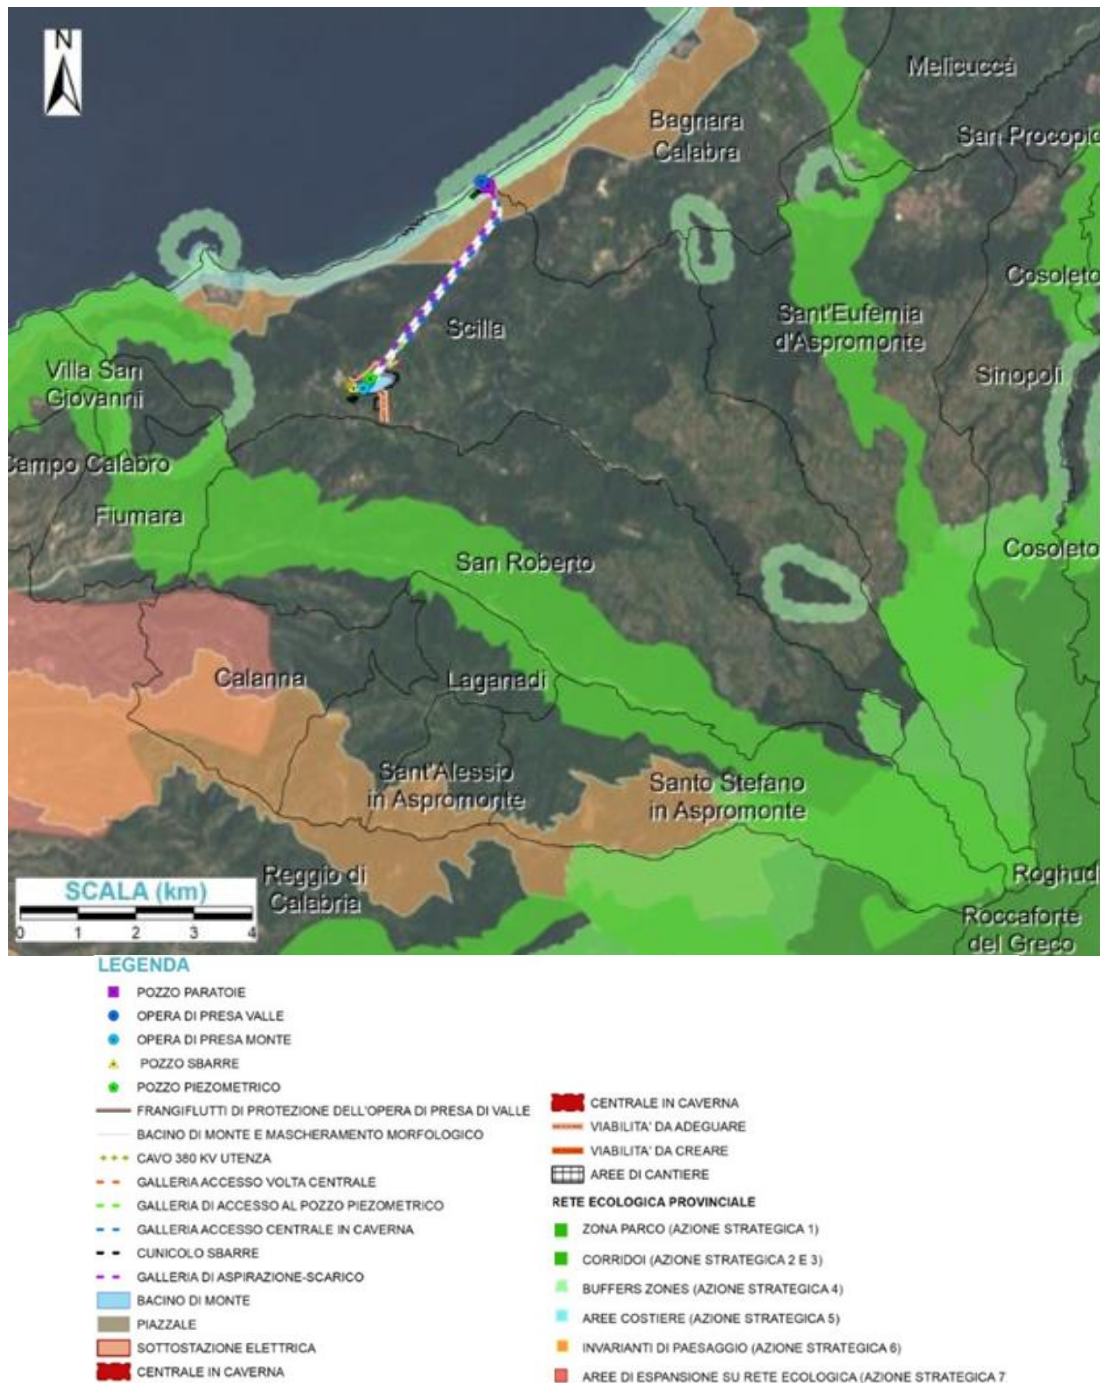 N
Melicuccà
Bagnara
Calabra
San Procopio
Cosoleto
Sant'Eufemia
d'Aspromonte
Scilla
Villa San
Giovanni
Sinopoli
Campo Calabro
Fiumara
Cosoleto
San Roberto
Calanna
Laganadi
Sant'Alessio
in Aspromonte
Santo Stefano
in Aspromonte
Reggio di
Calabria
Roghudi
Roccaforte
del Greco
SCALA (km)
0 1 2 3 4
LEGENDA
POZZO PARATOIE
OPERA DI PRESA VALLE
OPERA DI PRESA MONTE
POZZO SBARRE
POZZO PIEZOMETRICO
FRANGIFLUTTI DI PROTEZIONE DELL'OPERA DI PRESA DI VALLE
BACINO DI MONTE E MASCHERAMENTO MORFOLOGICO
CAVO 380 KV UTENZA
GALLERIA ACCESSO VOLTA CENTRALE
GALLERIA DI ACCESSO AL POZZO PIEZOMETRICO
GALLERIA ACCESSO CENTRALE IN CAVERNA
CUNICOLO SBARRE
GALLERIA DI ASPIRAZIONE-SCARICO
BACINO DI MONTE
PIAZZALE
SOTTOSTAZIONE ELETTRICA
CENTRALE IN CAVERNA
CENTRALE IN CAVERNA
VIABILITA' DA ADEGUARE
VIABILITA' DA CREARE
AREE DI CANTIERE
RETE ECOLOGICA PROVINCIALE
ZONA PARCO (AZIONE STRATEGICA 1)
CORRIDOI (AZIONE STRATEGICA 2 E 3)
BUFFERS ZONES (AZIONE STRATEGICA 4)
AREE COSTIERE (AZIONE STRATEGICA 5)
INVARIANTI DI PAESAGGIO (AZIONE STRATEGICA 6)
AREE DI ESPANSIONE SU RETE ECOLOGICA (AZIONE STRATEGICA 7